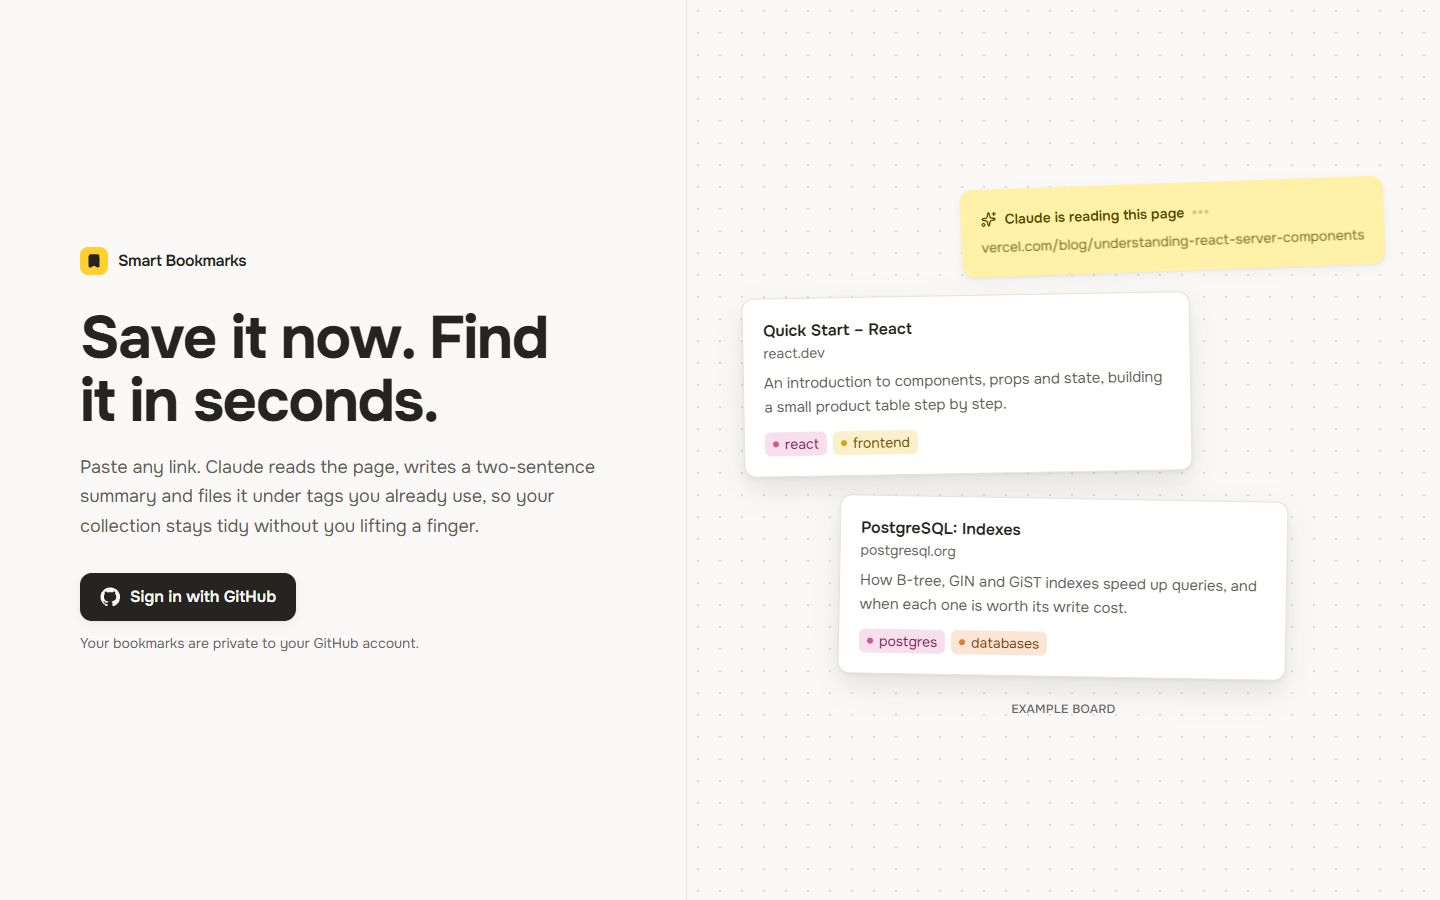 Smart Bookmarks
Save it now. Find
it in seconds.
Paste any link. Claude reads the page, writes a two-sentence
summary and files it under tags you already use, so your
collection stays tidy without you lifting a finger.
Sign in with GitHub
Your bookmarks are private to your GitHub account.
Claude is reading this page
vercel.com/blog/understanding-react-server-components
Quick Start – React
react.dev
An introduction to components, props and state, building
a small product table step by step.
react frontend
PostgreSQL: Indexes
postgresql.org
How B-tree, GIN and GiST indexes speed up queries, and
when each one is worth its write cost.
postgres databases
EXAMPLE BOARD